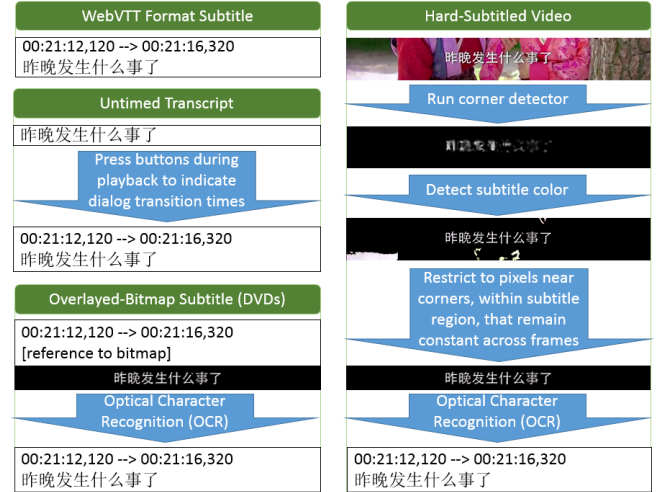 WebVTT Format Subtitle
00:21:12,120 --> 00:21:16,320
昨晚发生什么事了
Untimed Transcript
昨晚发生什么事了
Press buttons during
playback to indicate
dialog transition times
00:21:12,120 --> 00:21:16,320
昨晚发生什么事了
Overlayed-Bitmap Subtitle (DVDs)
00:21:12,120 --> 00:21:16,320
[reference to bitmap]
昨晚发生什么事了
Optical Character
Recognition (OCR)
00:21:12,120 --> 00:21:16,320
昨晚发生什么事了
Hard-Subtitled Video
昨晚发生什么事了
Run corner detector
昨晚发生什么事了
Detect subtitle color
昨晚发生什么事了
Restrict to pixels near
corners, within subtitle
region, that remain
constant across frames
昨晚发生什么事了
Optical Character
Recognition (OCR)
00:21:12,120 --> 00:21:16,320
昨晚发生什么事了